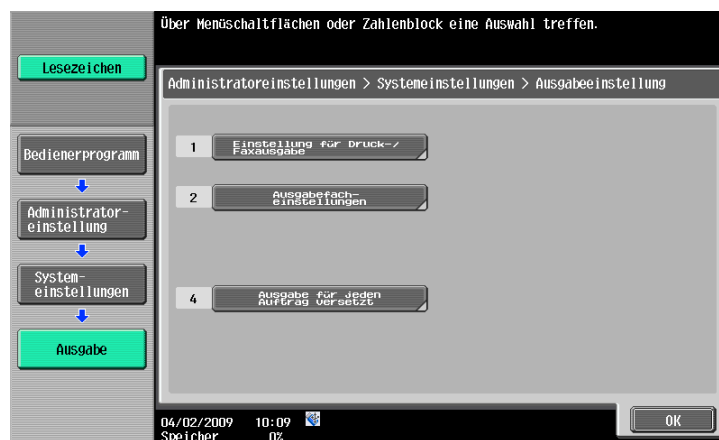 Über Menüschaltflächen oder Zahlenblock eine Auswahl treffen.
Lesezeichen
Administratoreinstellungen > Systemeinstellungen > Ausgabeeinstellung
Bedienerprogramm
Administrator-
einstellung
System-
einstellungen
Ausgabe
1 Einstellung für Druck-/
Faxausgabe
2 Ausgabefach-
einstellungen
4 Ausgabe für jeden
Auftrag versetzt
04/02/2009 10:09
Speicher 0%
OK